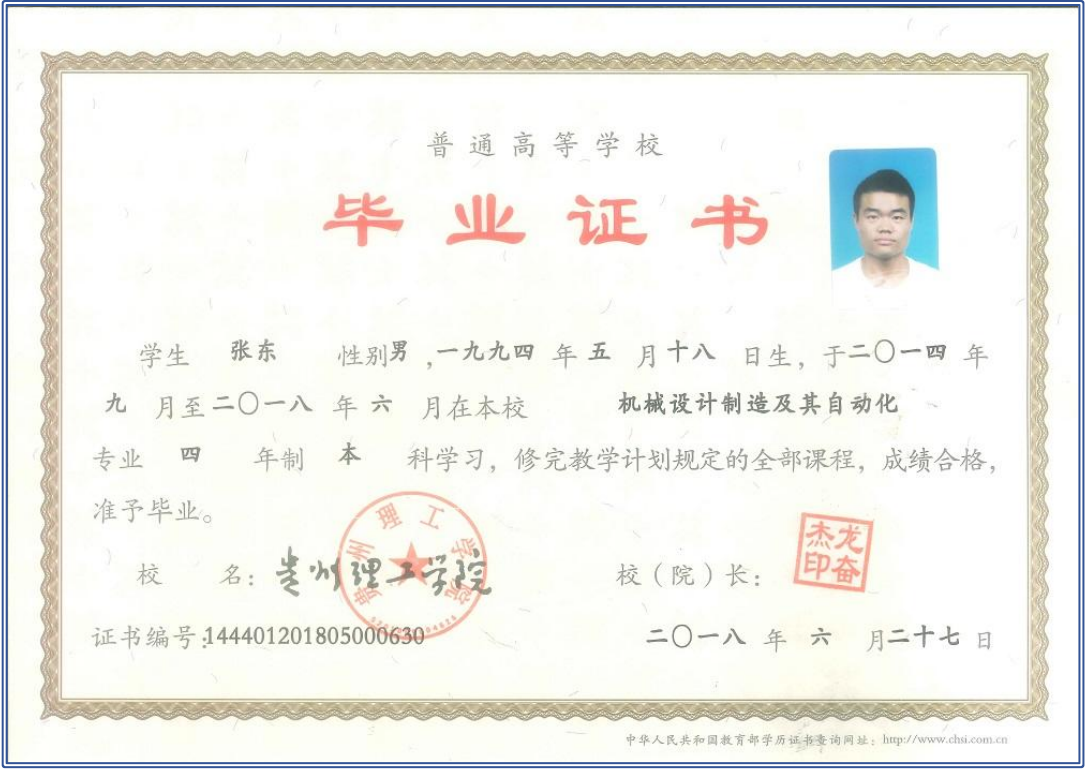 普通高等学校
毕业证书
学生 张东 性别男,一九九四 年 五 月十八 日生，于二〇一四 年
九 月至二〇一八 年 六 月在本校 机械设计制造及其自动化
专业 四 年制 本 科学习，修完教学计划规定的全部课程，成绩合格，
准予毕业。
贵州理工学院
校 名：贵州理工学院 校（院）长：
龙奋杰印
证书编号:144401201805000630 二〇一八 年 六 月二十七 日
中华人民共和国教育部学历证书查询网址：http://www.chsi.com.cn